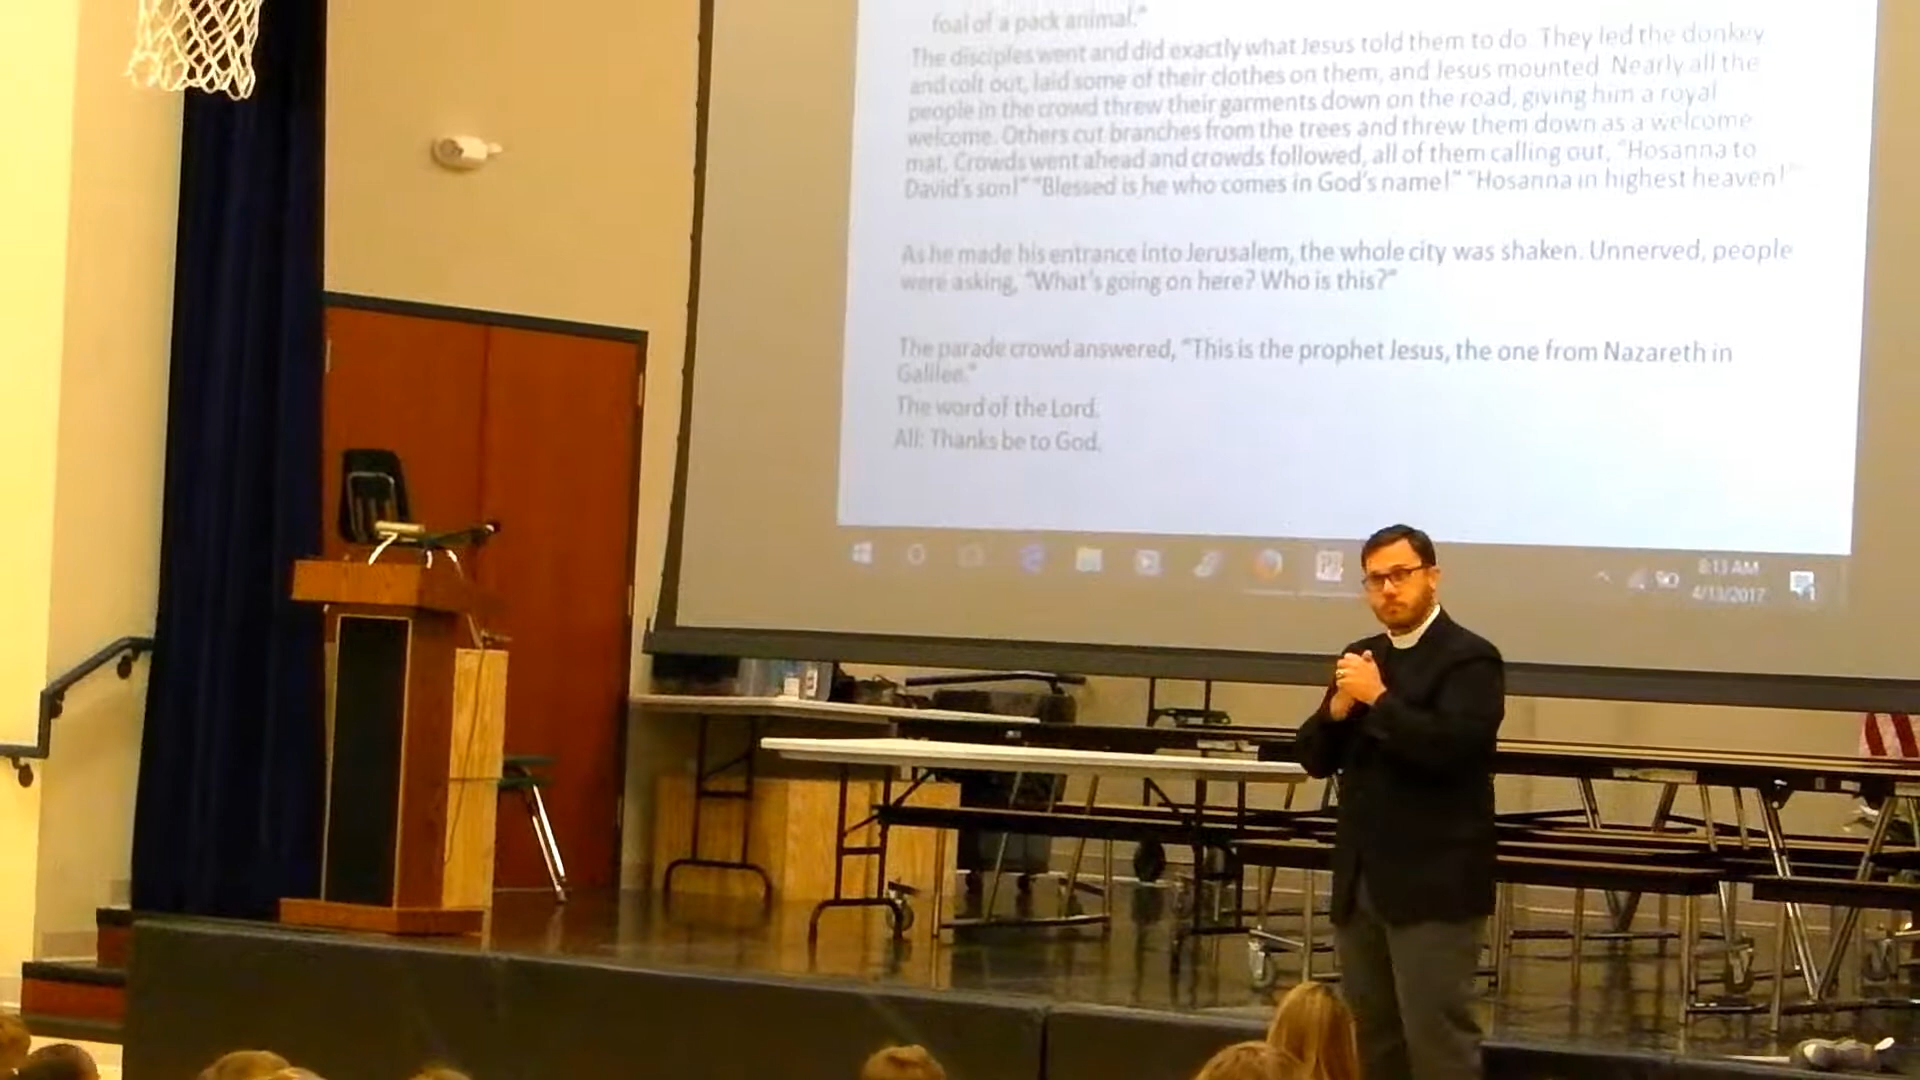 foal of a pack animal."
The disciples went and did exactly what Jesus told them to do. They led the donkey
and colt out, laid some of their clothes on them, and Jesus mounted. Nearly all the
people in the crowd threw their garments down on the road, giving him a royal
welcome. Others cut branches from the trees and threw them down as a welcome
mat. Crowds went ahead and crowds followed, all of them calling out, "Hosanna to
David's son!" "Blessed is he who comes in God's name!" "Hosanna in highest heaven!"
As he made his entrance into Jerusalem, the whole city was shaken. Unnerved, people
were asking, "What's going on here? Who is this?"
The parade crowd answered, "This is the prophet Jesus, the one from Nazareth in
Galilee."
The word of the Lord.
All: Thanks be to God.
8:13 AM
4/13/2017